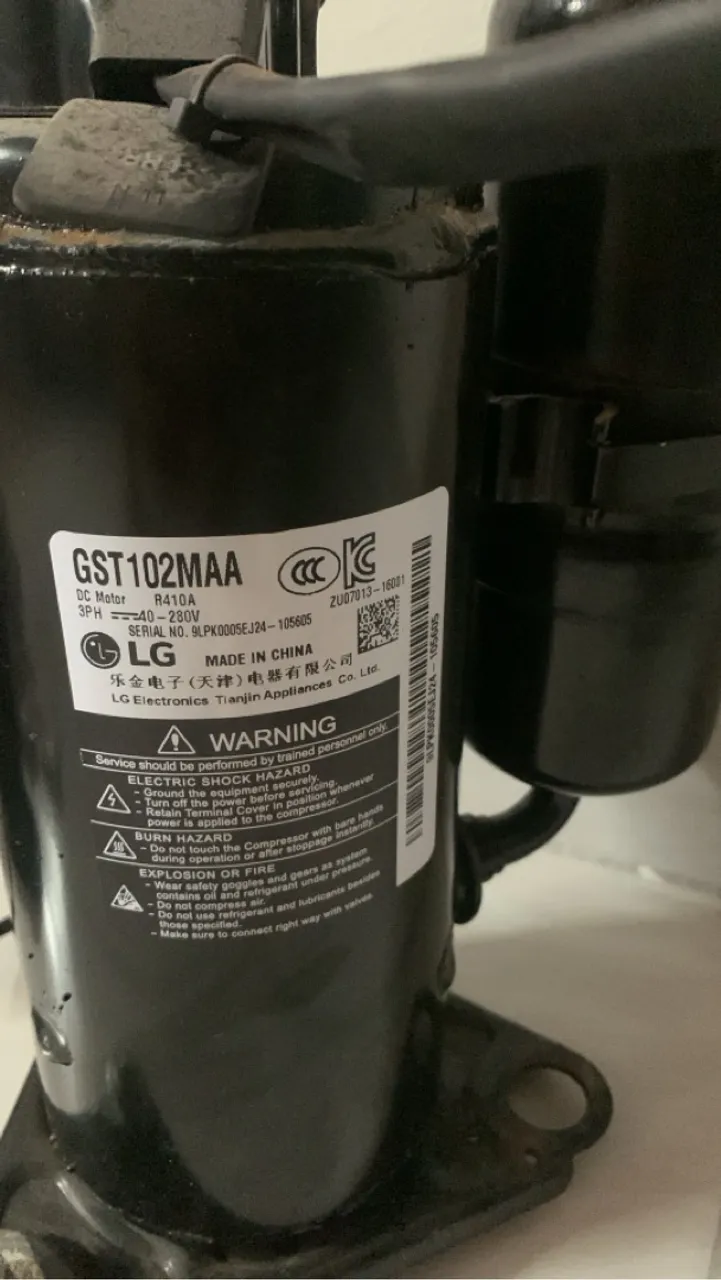 GST102MAA
DC Motor R410A
3PH 40-280V
SERIAL NO. 9LPK0005EJ24-105605
CCC
KC
ZU07013-16001
LG
MADE IN CHINA
乐金电子(天津)电器有限公司
LG Electronics Tianjin Appliances Co. Ltd.
9LPK0005EJ24-105605
WARNING
Service should be performed by trained personnel only.
ELECTRIC SHOCK HAZARD
- Ground the equipment securely.
- Turn off the power before servicing.
- Retain Terminal Cover in position whenever
power is applied to the compressor.
BURN HAZARD
- Do not touch the Compressor with bare hands
during operation or after stoppage instantly.
EXPLOSION OR FIRE
- Wear safety goggles and gears as system
contains oil and refrigerant under pressure.
- Do not compress air.
- Do not use refrigerant and lubricants besides
those specified.
- Make sure to connect right way with valves.